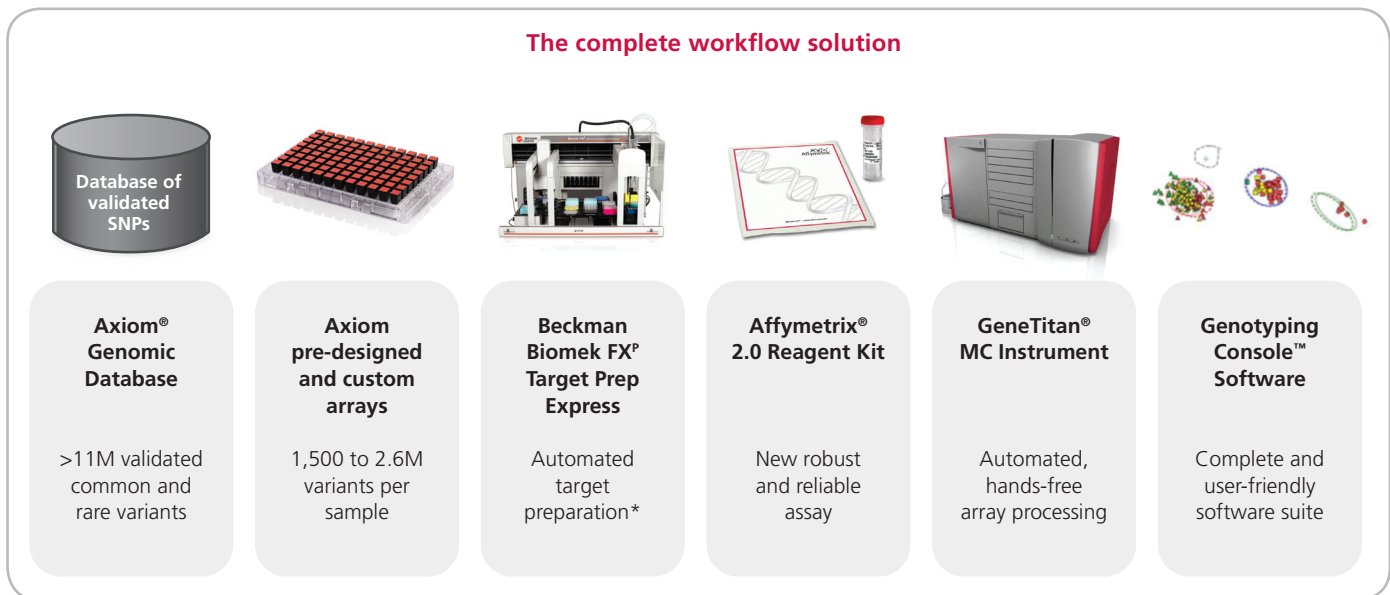 The complete workflow solution
Database of
validated
SNPs
Affymetrix
Axiom®
Genomic
Database
>11M validated
common and
rare variants
Axiom
pre-designed
and custom
arrays
1,500 to 2.6M
variants per
sample
Beckman
Biomek FXᴾ
Target Prep
Express
Automated
target
preparation*
Affymetrix®
2.0 Reagent Kit
New robust
and reliable
assay
GeneTitan®
MC Instrument
Automated,
hands-free
array processing
Genotyping
Console™
Software
Complete and
user-friendly
software suite